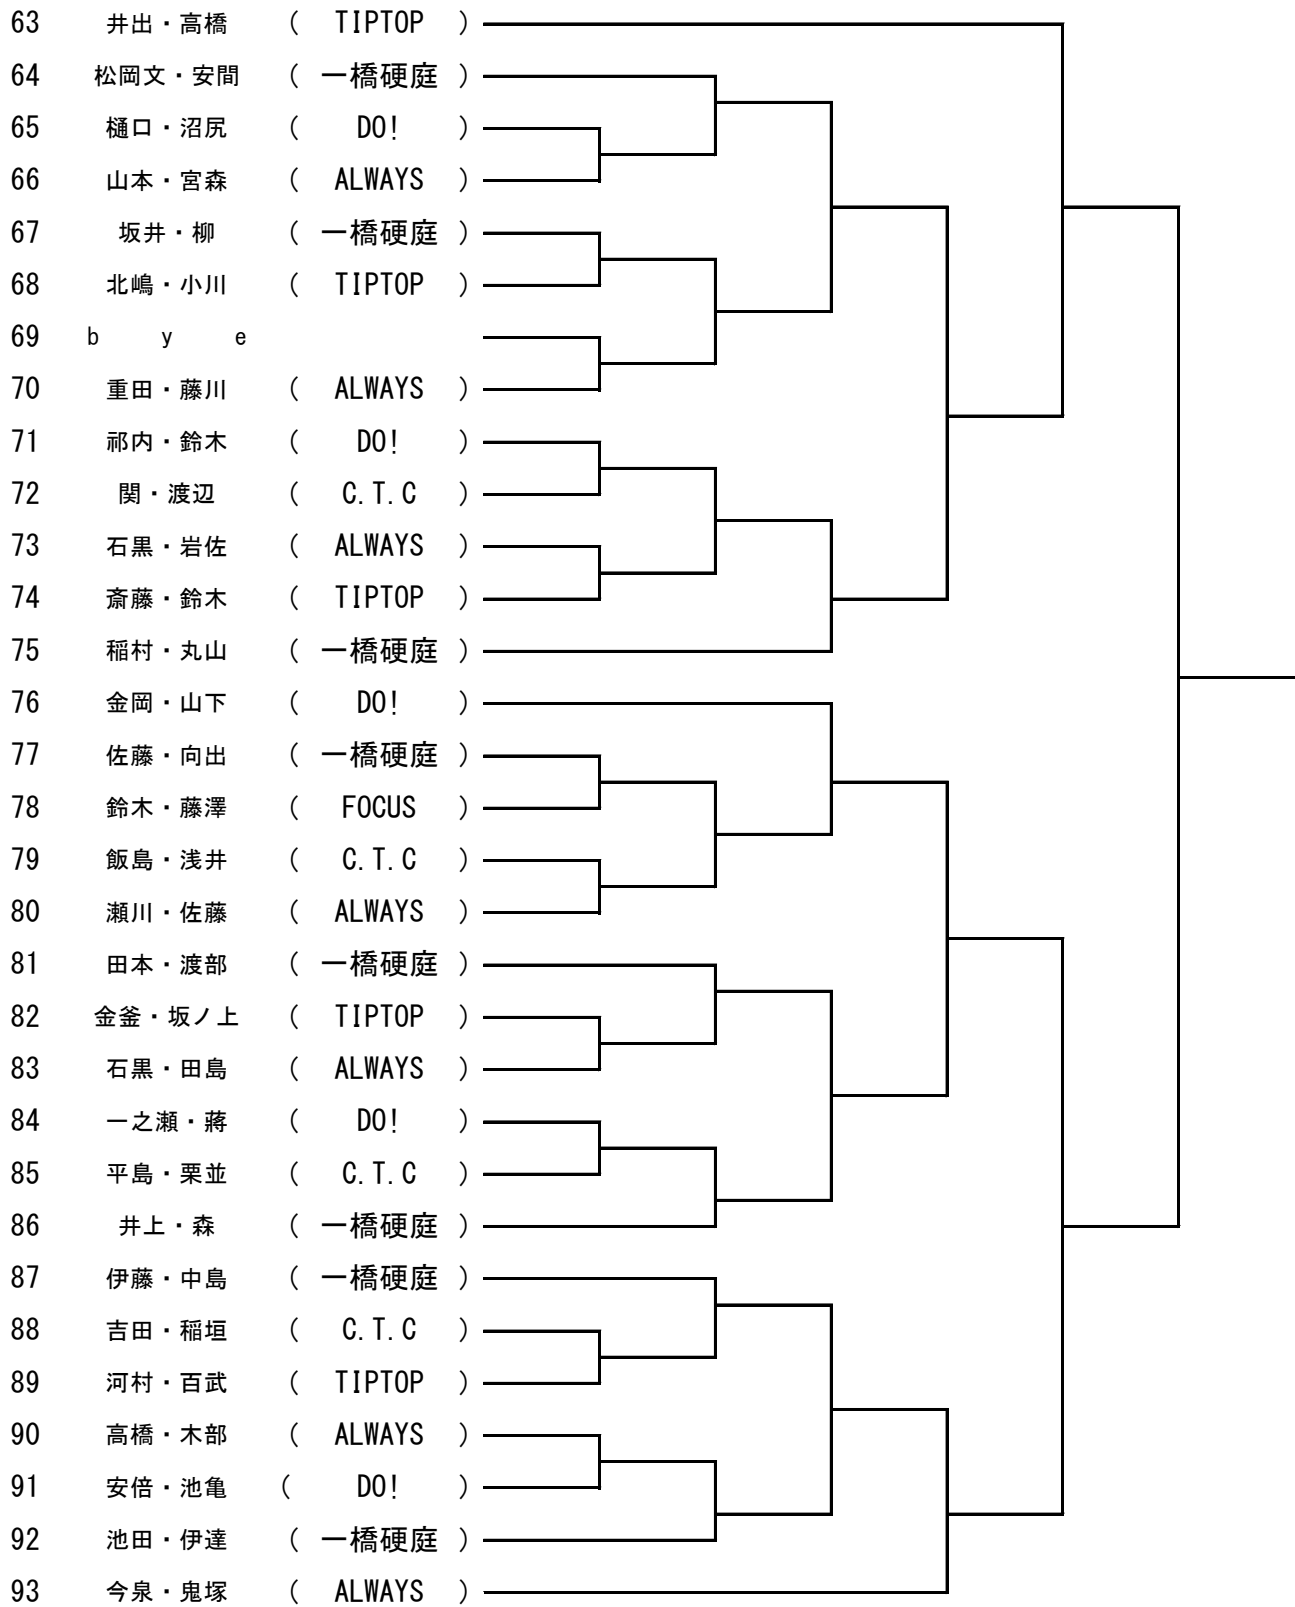 63 井出・高橋 ( TIPTOP )
64 松岡文・安間 ( 一橋硬庭 )
65 樋口・沼尻 ( DO! )
66 山本・宮森 ( ALWAYS )
67 坂井・柳 ( 一橋硬庭 )
68 北嶋・小川 ( TIPTOP )
69 b y e
70 重田・藤川 ( ALWAYS )
71 祁内・鈴木 ( DO! )
72 関・渡辺 ( C.T.C )
73 石黒・岩佐 ( ALWAYS )
74 斎藤・鈴木 ( TIPTOP )
75 稲村・丸山 ( 一橋硬庭 )
76 金岡・山下 ( DO! )
77 佐藤・向出 ( 一橋硬庭 )
78 鈴木・藤澤 ( FOCUS )
79 飯島・浅井 ( C.T.C )
80 瀬川・佐藤 ( ALWAYS )
81 田本・渡部 ( 一橋硬庭 )
82 金釜・坂ノ上 ( TIPTOP )
83 石黒・田島 ( ALWAYS )
84 一之瀬・蔣 ( DO! )
85 平島・栗並 ( C.T.C )
86 井上・森 ( 一橋硬庭 )
87 伊藤・中島 ( 一橋硬庭 )
88 吉田・稲垣 ( C.T.C )
89 河村・百武 ( TIPTOP )
90 高橋・木部 ( ALWAYS )
91 安倍・池亀 ( DO! )
92 池田・伊達 ( 一橋硬庭 )
93 今泉・鬼塚 ( ALWAYS )